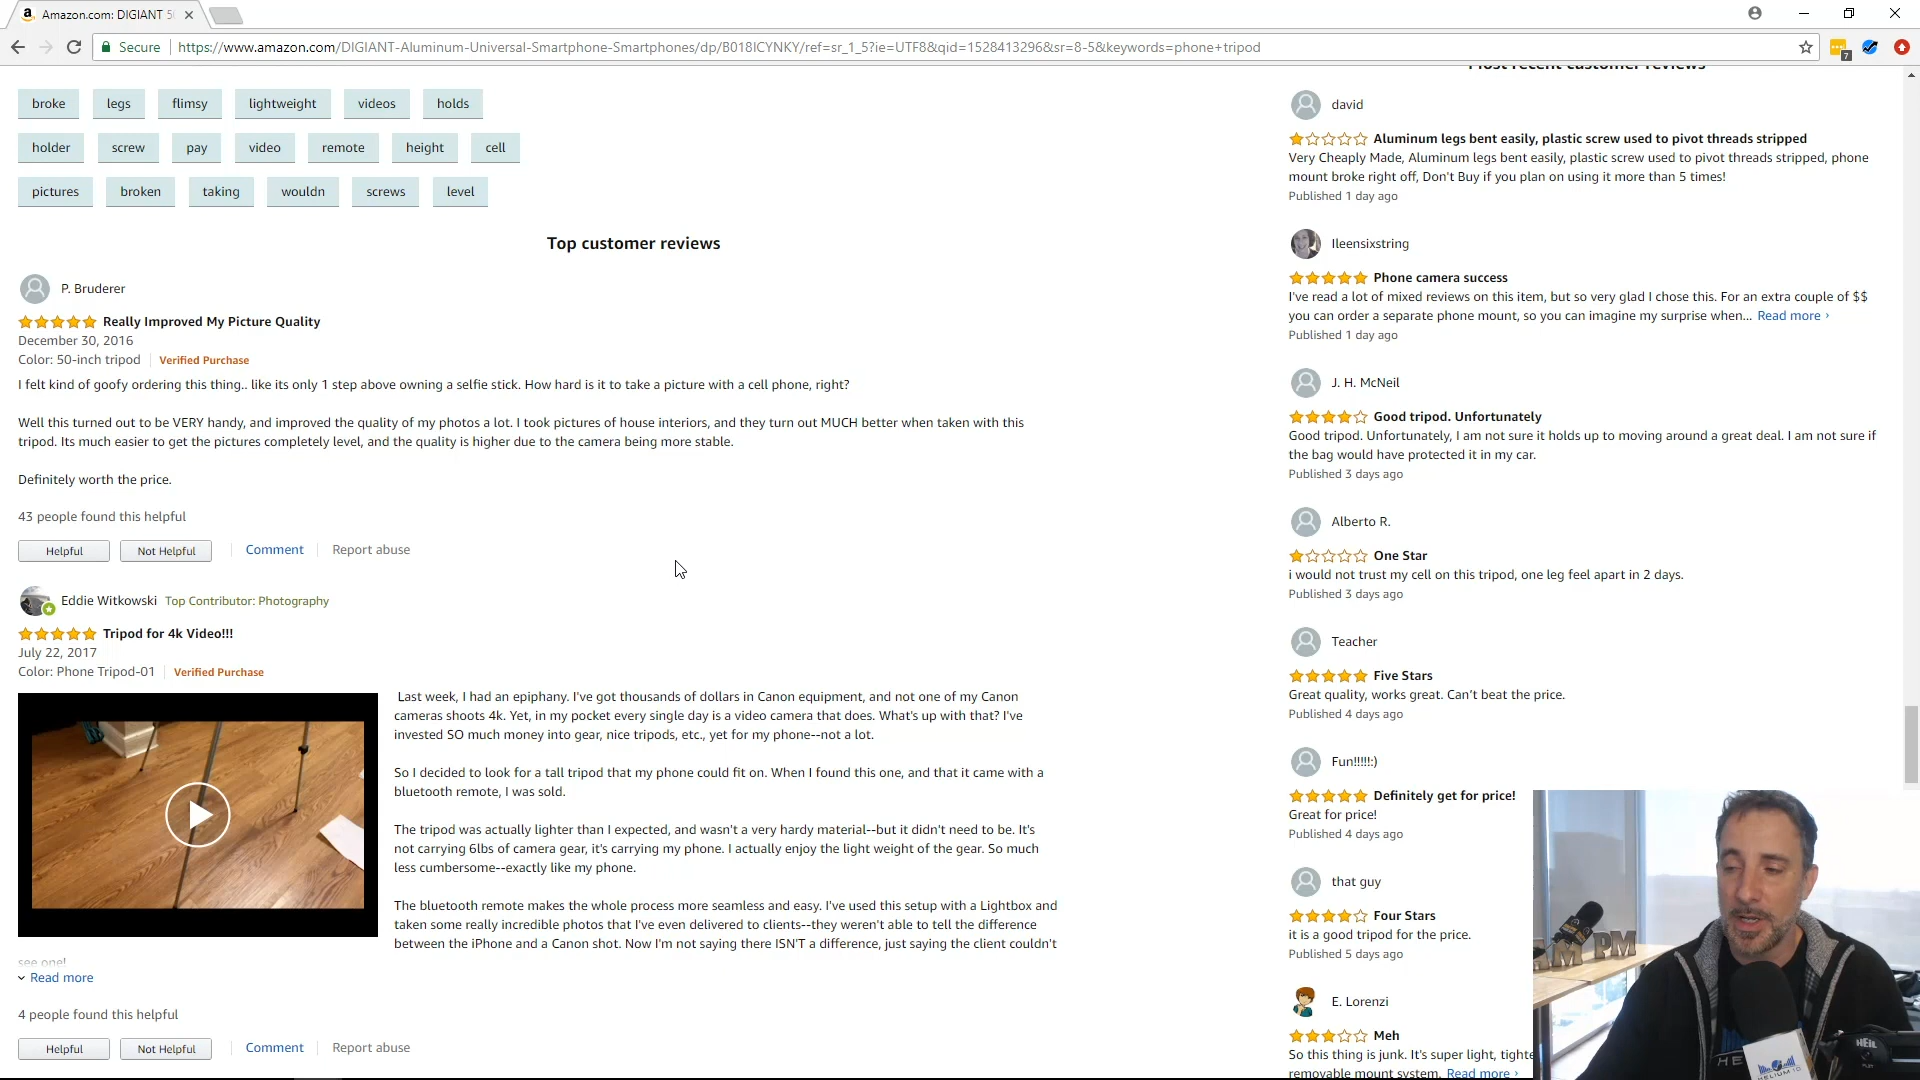 Amazon.com: DIGIANT 5
Secure
https://www.amazon.com/DIGIANT-Aluminum-Universal-Smartphone-Smartphones/dp/B018ICYNKY/ref=sr_1_5?ie=UTF8&qid=1528413296&sr=8-5&keywords=phone+tripod
7
broke legs flimsy lightweight videos holds
holder screw pay video remote height cell
pictures broken taking wouldn screws level
Top customer reviews
P. Bruderer
Really Improved My Picture Quality
December 30, 2016
Color: 50-inch tripod Verified Purchase
I felt kind of goofy ordering this thing.. like its only 1 step above owning a selfie stick. How hard is it to take a picture with a cell phone, right?
Well this turned out to be VERY handy, and improved the quality of my photos a lot. I took pictures of house interiors, and they turn out MUCH better when taken with this
tripod. Its much easier to get the pictures completely level, and the quality is higher due to the camera being more stable.
Definitely worth the price.
43 people found this helpful
Helpful Not Helpful Comment Report abuse
Eddie Witkowski Top Contributor: Photography
Tripod for 4k Video!!!
July 22, 2017
Color: Phone Tripod-01 Verified Purchase
Last week, I had an epiphany. I've got thousands of dollars in Canon equipment, and not one of my Canon
cameras shoots 4k. Yet, in my pocket every single day is a video camera that does. What's up with that? I've
invested SO much money into gear, nice tripods, etc., yet for my phone--not a lot.
So I decided to look for a tall tripod that my phone could fit on. When I found this one, and that it came with a
bluetooth remote, I was sold.
The tripod was actually lighter than I expected, and wasn't a very hardy material--but it didn't need to be. It's
not carrying 6lbs of camera gear, it's carrying my phone. I actually enjoy the light weight of the gear. So much
less cumbersome--exactly like my phone.
The bluetooth remote makes the whole process more seamless and easy. I've used this setup with a Lightbox and
taken some really incredible photos that I've even delivered to clients--they weren't able to tell the difference
between the iPhone and a Canon shot. Now I'm not saying there ISN'T a difference, just saying the client couldn't
see one!
Read more
4 people found this helpful
Helpful Not Helpful Comment Report abuse
Most recent customer reviews
david
Aluminum legs bent easily, plastic screw used to pivot threads stripped
Very Cheaply Made, Aluminum legs bent easily, plastic screw used to pivot threads stripped, phone
mount broke right off, Don't Buy if you plan on using it more than 5 times!
Published 1 day ago
Ileensixstring
Phone camera success
I've read a lot of mixed reviews on this item, but so very glad I chose this. For an extra couple of $$
you can order a separate phone mount, so you can imagine my surprise when... Read more ›
Published 1 day ago
J. H. McNeil
Good tripod. Unfortunately
Good tripod. Unfortunately, I am not sure it holds up to moving around a great deal. I am not sure if
the bag would have protected it in my car.
Published 3 days ago
Alberto R.
One Star
i would not trust my cell on this tripod, one leg feel apart in 2 days.
Published 3 days ago
Teacher
Five Stars
Great quality, works great. Can't beat the price.
Published 4 days ago
Fun!!!!!:)
Definitely get for price!
Great for price!
Published 4 days ago
that guy
Four Stars
it is a good tripod for the price.
Published 5 days ago
E. Lorenzi
Meh
So this thing is junk. It's super light, tighte
removable mount system. Read more ›
AM PM
HE
HELIUM 10
HEIL